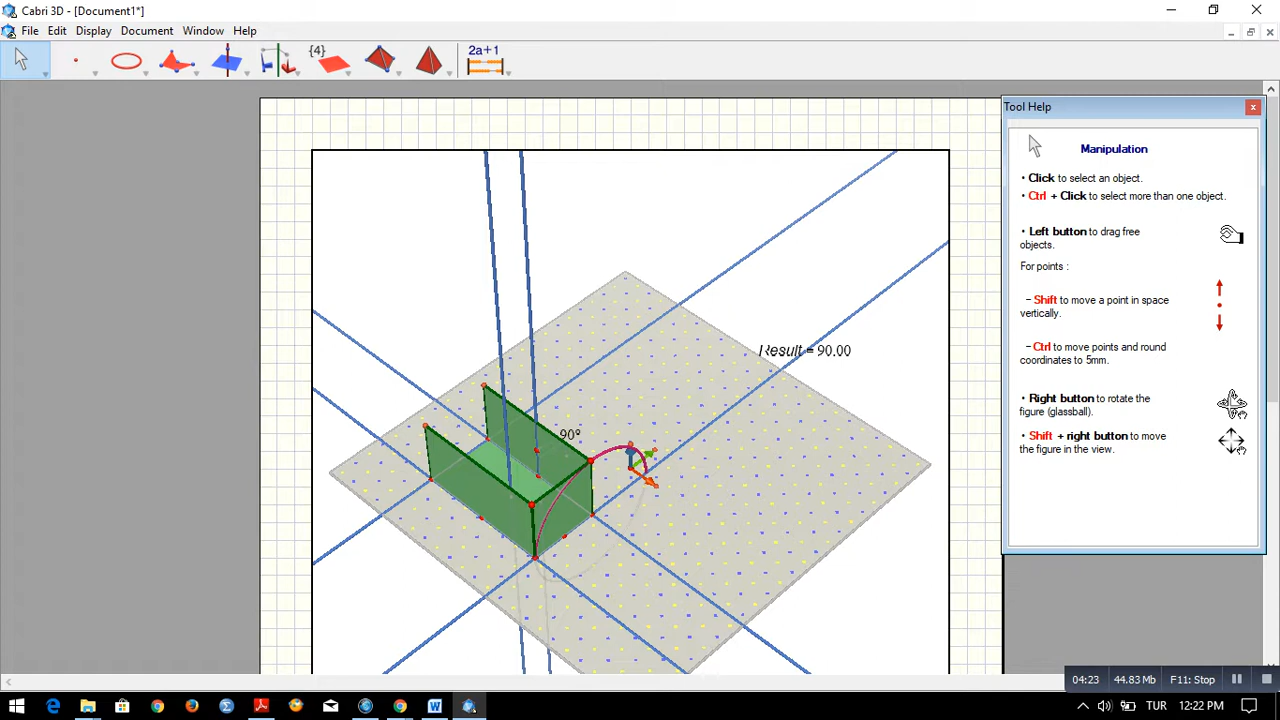 Cabri 3D - [Document1*]
File Edit Display Document Window Help
{4}
2a+1
Tool Help
Manipulation
• Click to select an object.
• Ctrl + Click to select more than one object.
• Left button to drag free
objects.
For points :
− Shift to move a point in space
vertically.
− Ctrl to move points and round
coordinates to 5mm.
• Right button to rotate the
figure (glassball).
• Shift + right button to move
the figure in the view.
Result = 90.00
90°
04:23 44.83 Mb F11: Stop
TUR 12:22 PM